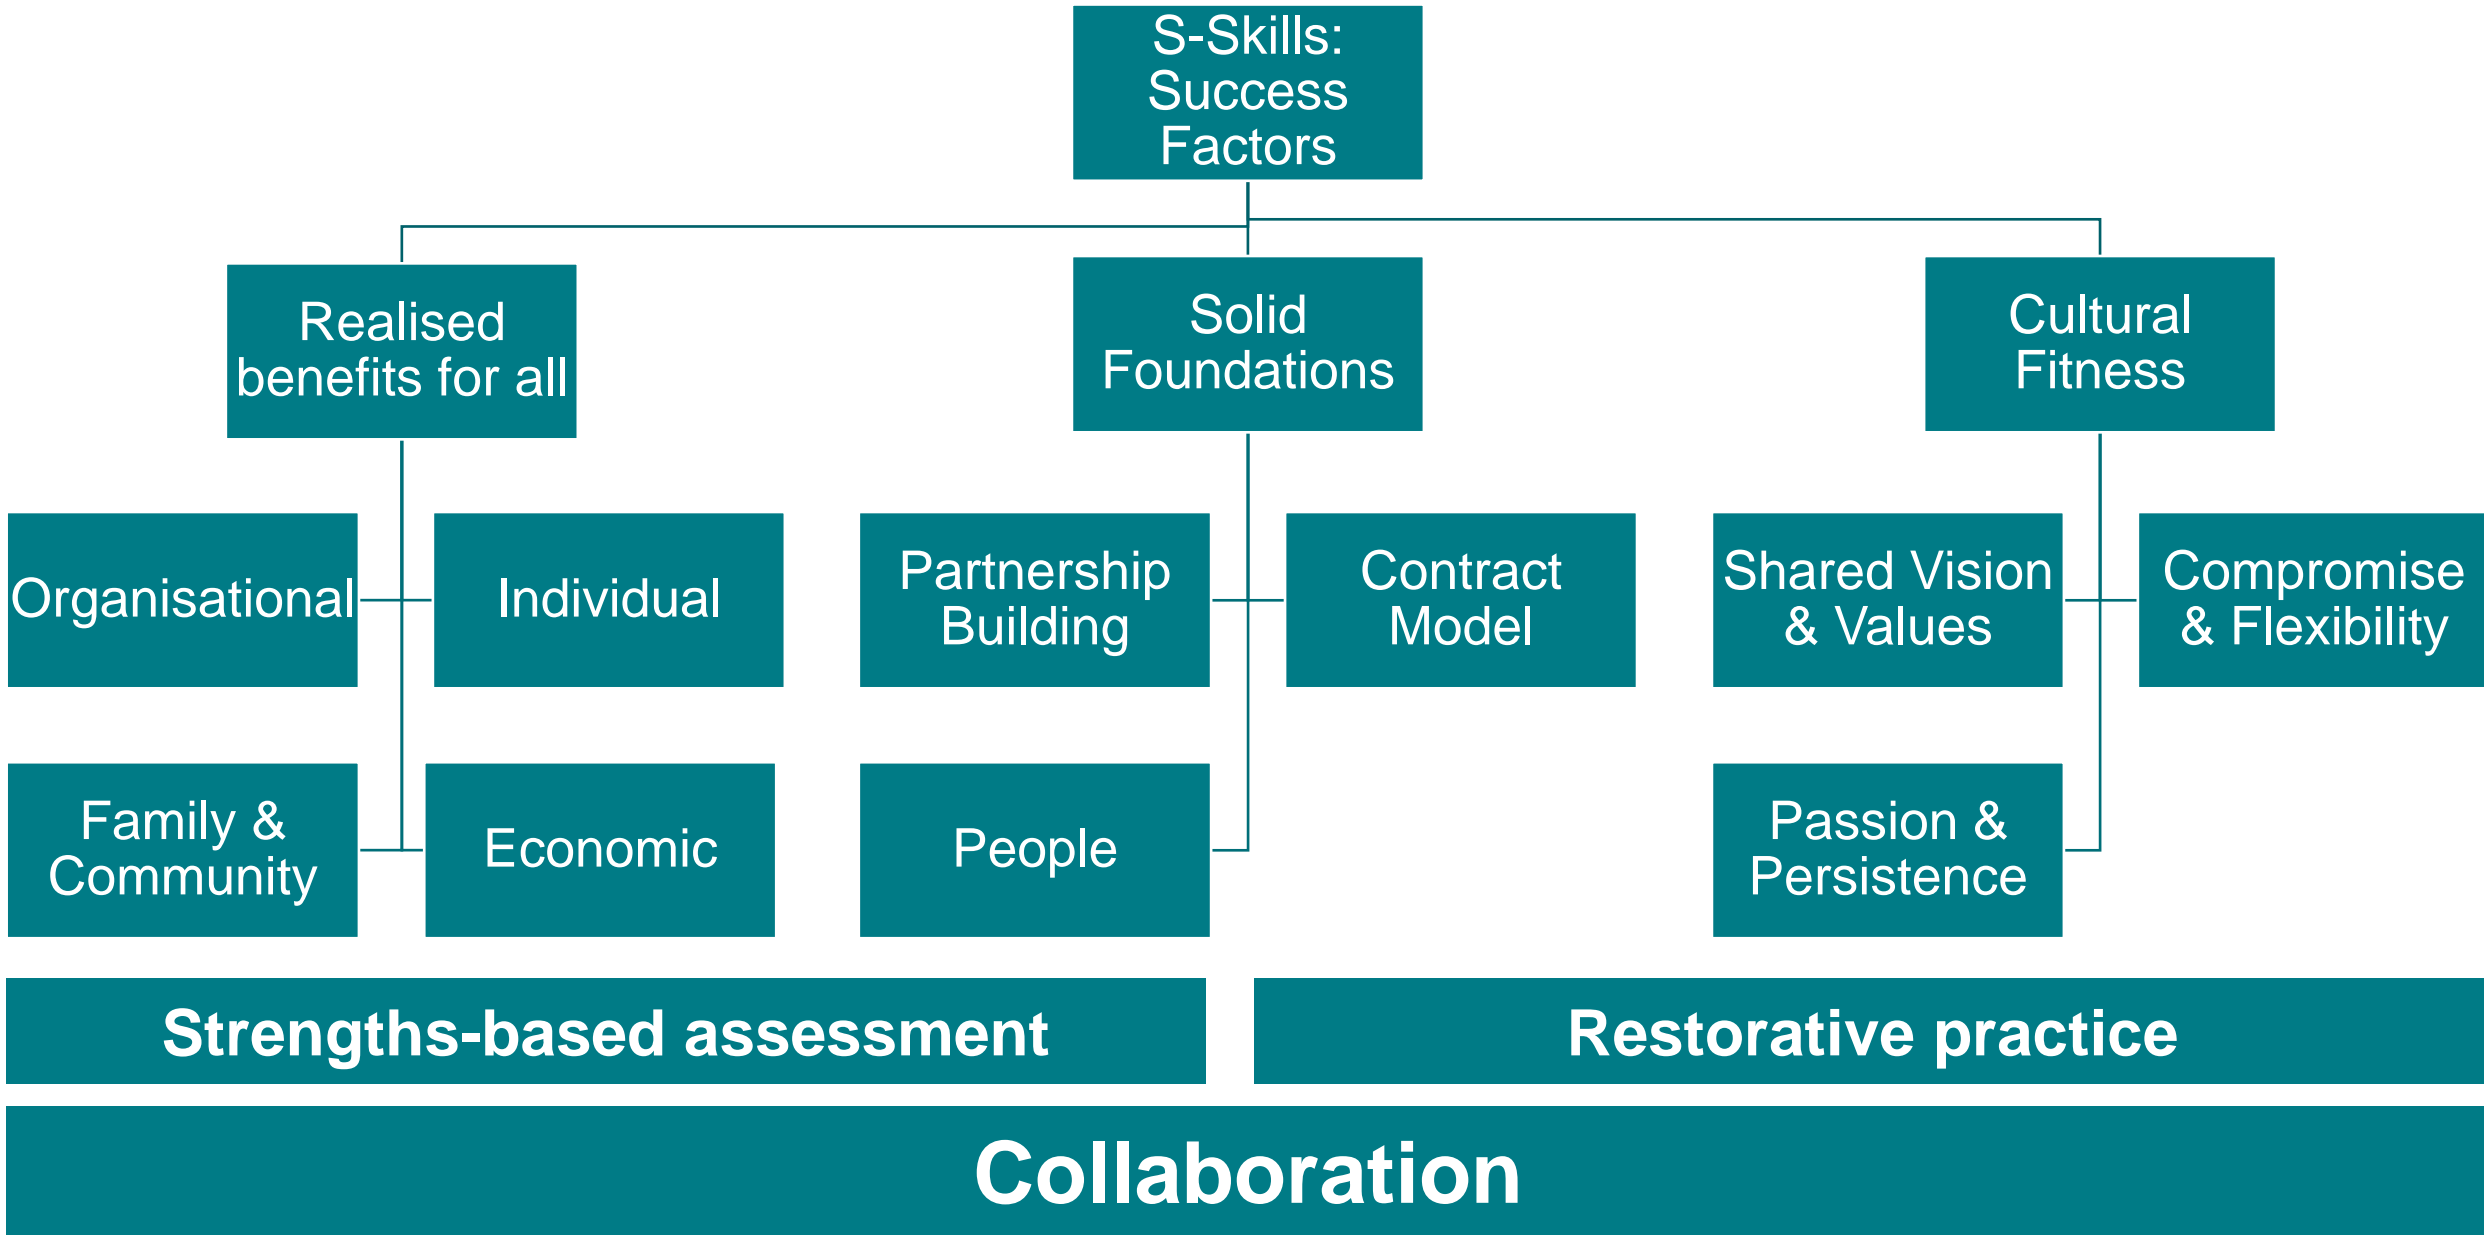 S-Skills:
Success
Factors
Realised
benefits for all
Solid
Foundations
Cultural
Fitness
Organisational
Individual
Partnership
Building
Contract
Model
Shared Vision
& Values
Compromise
& Flexibility
Family &
Community
Economic
People
Passion &
Persistence
Strengths-based assessment
Restorative practice
Collaboration